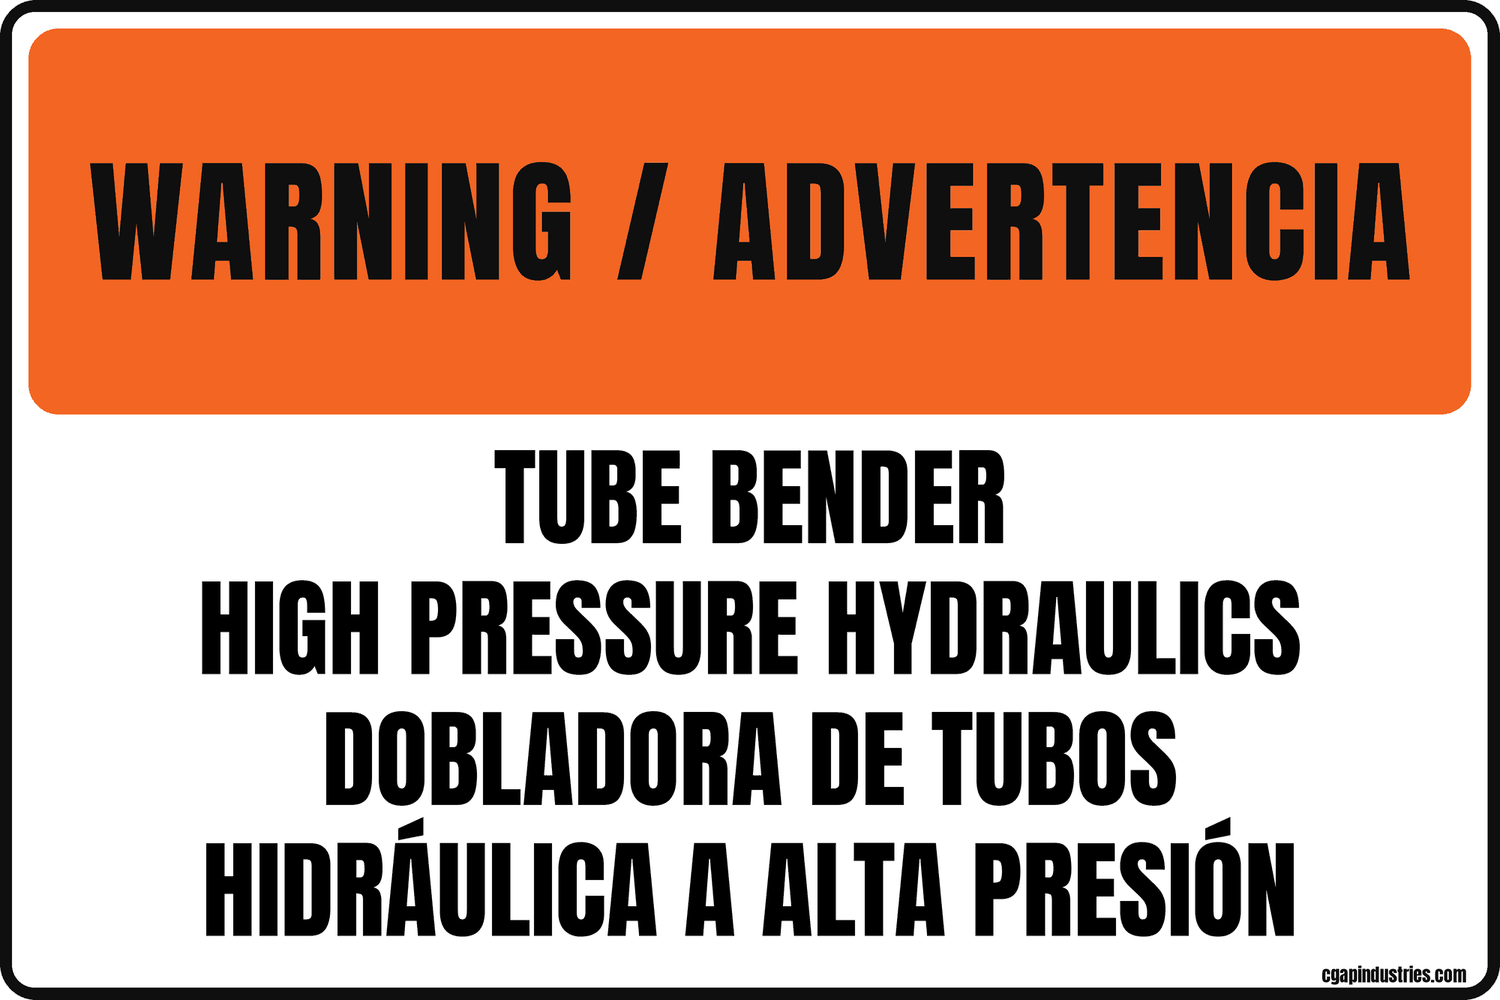 WARNING / ADVERTENCIA
TUBE BENDER
HIGH PRESSURE HYDRAULICS
DOBLADORA DE TUBOS
HIDRÁULICA A ALTA PRESIÓN
cgapindustries.com